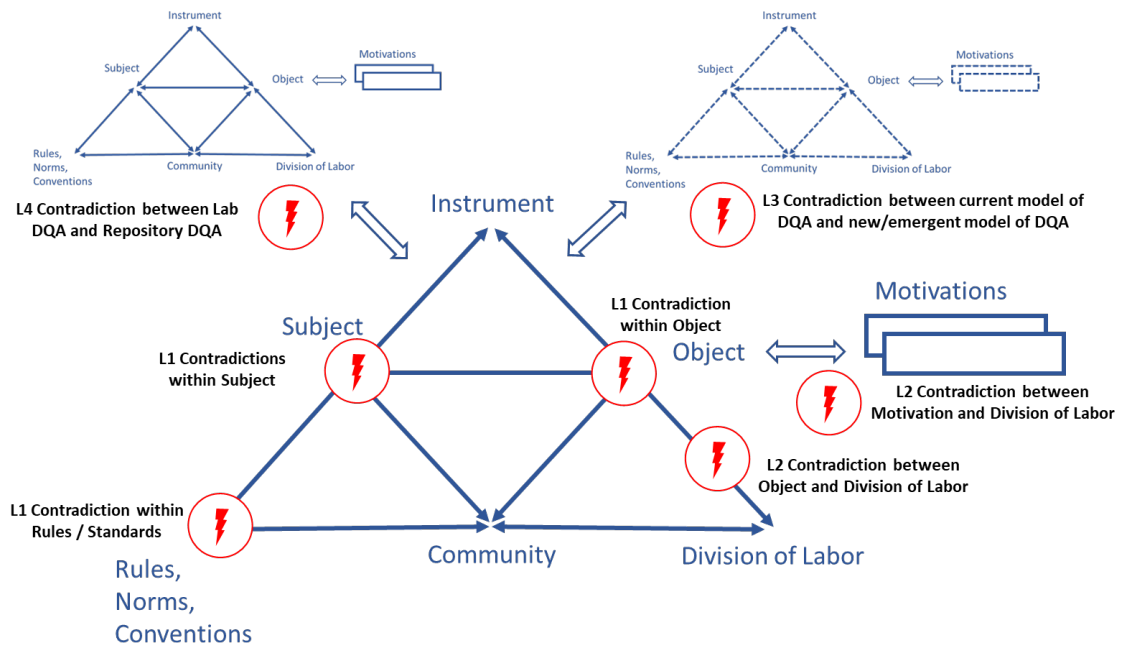 Instrument
Subject
Object
Motivations
Rules,
Norms,
Conventions
Community
Division of Labor
L4 Contradiction between Lab
DQA and Repository DQA
Instrument
Subject
Object
Motivations
Rules,
Norms,
Conventions
Community
Division of Labor
L3 Contradiction between current model of
DQA and new/emergent model of DQA
Instrument
Subject
L1 Contradictions
within Subject
L1 Contradiction
within Object
Object
Motivations
L2 Contradiction between
Motivation and Division of Labor
L2 Contradiction between
Object and Division of Labor
L1 Contradiction within
Rules / Standards
Rules,
Norms,
Conventions
Community
Division of Labor